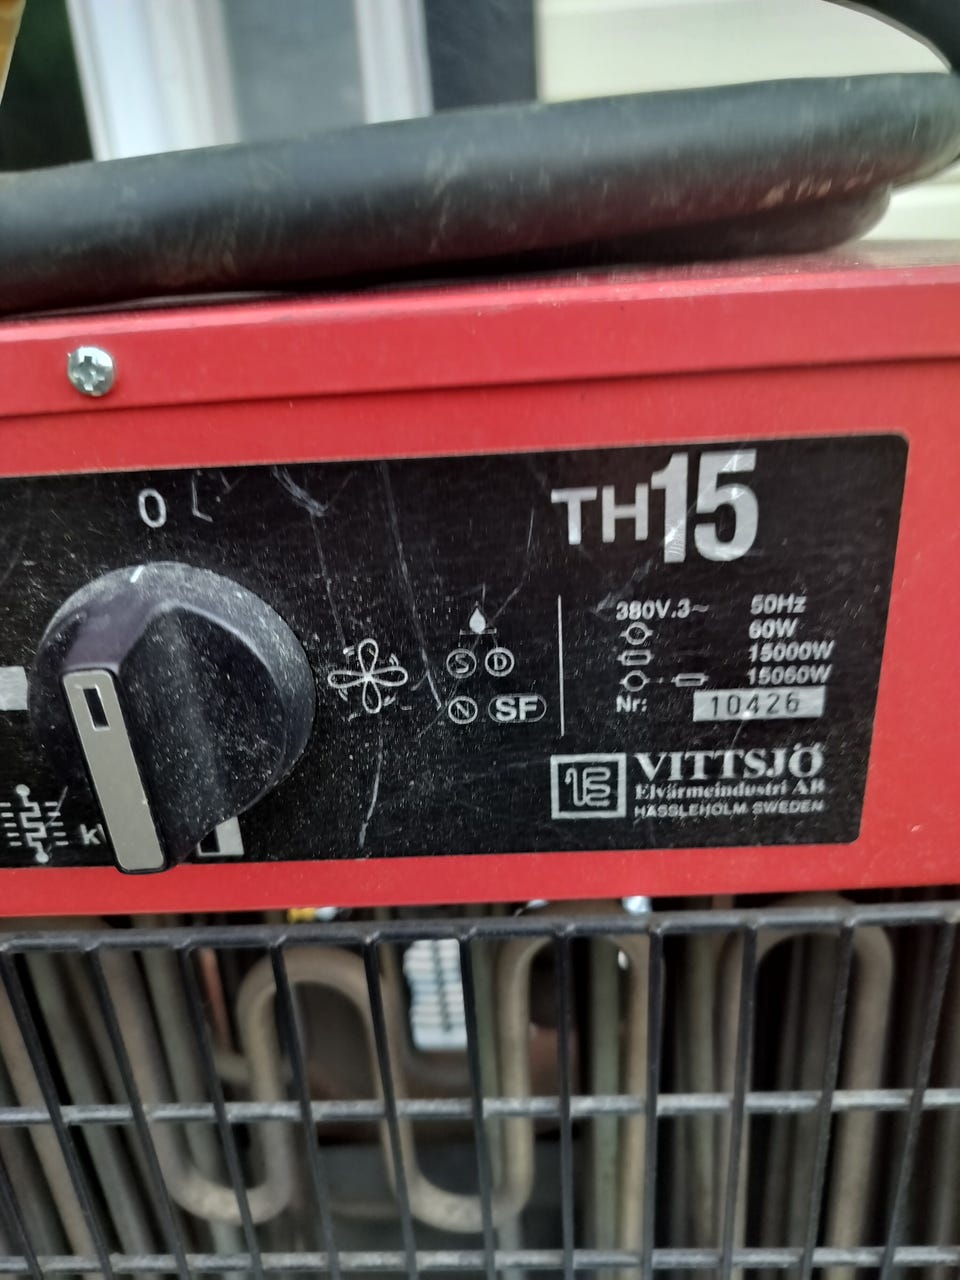 0
TH15
380V.3~ 50Hz
60W
15000W
15060W
Nr: 10426
S D
N SF
VITTSJÖ
Elvärmeindustri AB
HÄSSLEHOLM SWEDEN
k